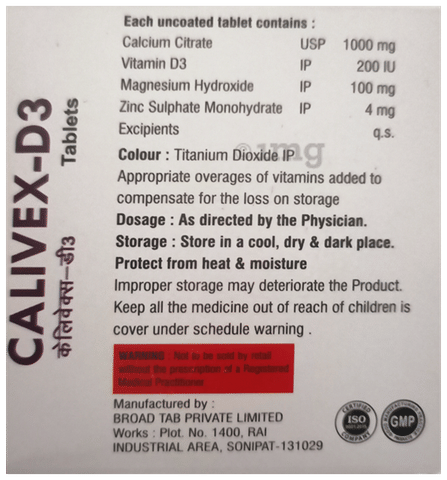 Each uncoated tablet contains :
Calcium Citrate USP 1000 mg
Vitamin D3 IP 200 IU
Magnesium Hydroxide IP 100 mg
Zinc Sulphate Monohydrate IP 4 mg
Excipients q.s.
Colour : Titanium Dioxide IP
Appropriate overages of vitamins added to
compensate for the loss on storage
Dosage : As directed by the Physician.
Storage : Store in a cool, dry & dark place.
Protect from heat & moisture
Improper storage may deteriorate the Product.
Keep all the medicine out of reach of children is
cover under schedule warning .
WARNING : Not to be sold by retail
without the prescription of a Registered
Medical Practitioner
Manufactured by :
BROAD TAB PRIVATE LIMITED
Works : Plot. No. 1400, RAI
INDUSTRIAL AREA, SONIPAT-131029
CALIVEX-D3
Tablets
केलिवेक्स-डी3
CERTIFIED
ISO
COMPANY
GMP
1mg